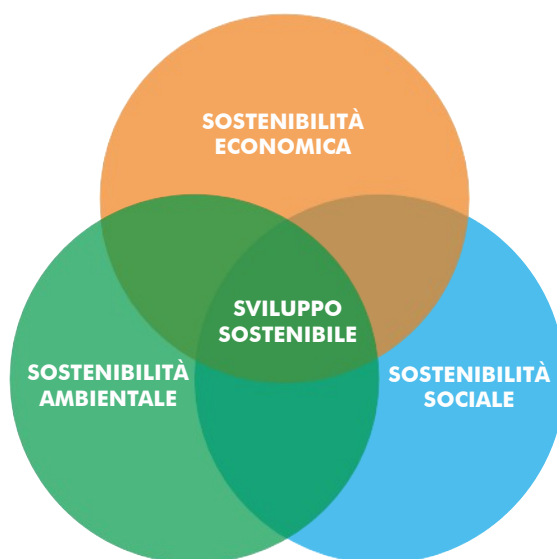 SOSTENIBILITÀ
ECONOMICA
SVILUPPO
SOSTENIBILE
SOSTENIBILITÀ
AMBIENTALE
SOSTENIBILITÀ
SOCIALE